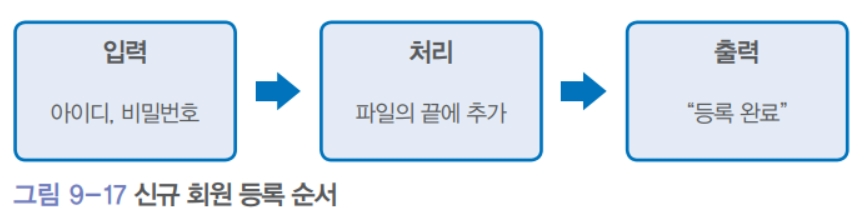 입력
아이디, 비밀번호
처리
파일의 끝에 추가
출력
“등록 완료”
그림 9-17 신규 회원 등록 순서